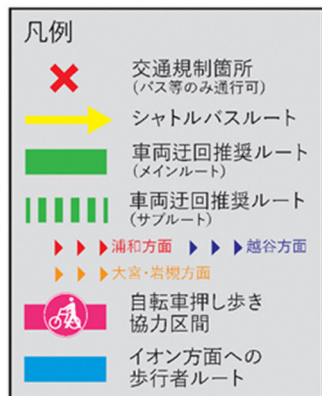 凡例
交通規制箇所
(バス等のみ通行可)
シャトルバスルート
車両迂回推奨ルート
(メインルート)
車両迂回推奨ルート
(サブルート)
浦和方面 越谷方面
大宮・岩槻方面
自転車押し歩き
協力区間
イオン方面への
歩行者ルート